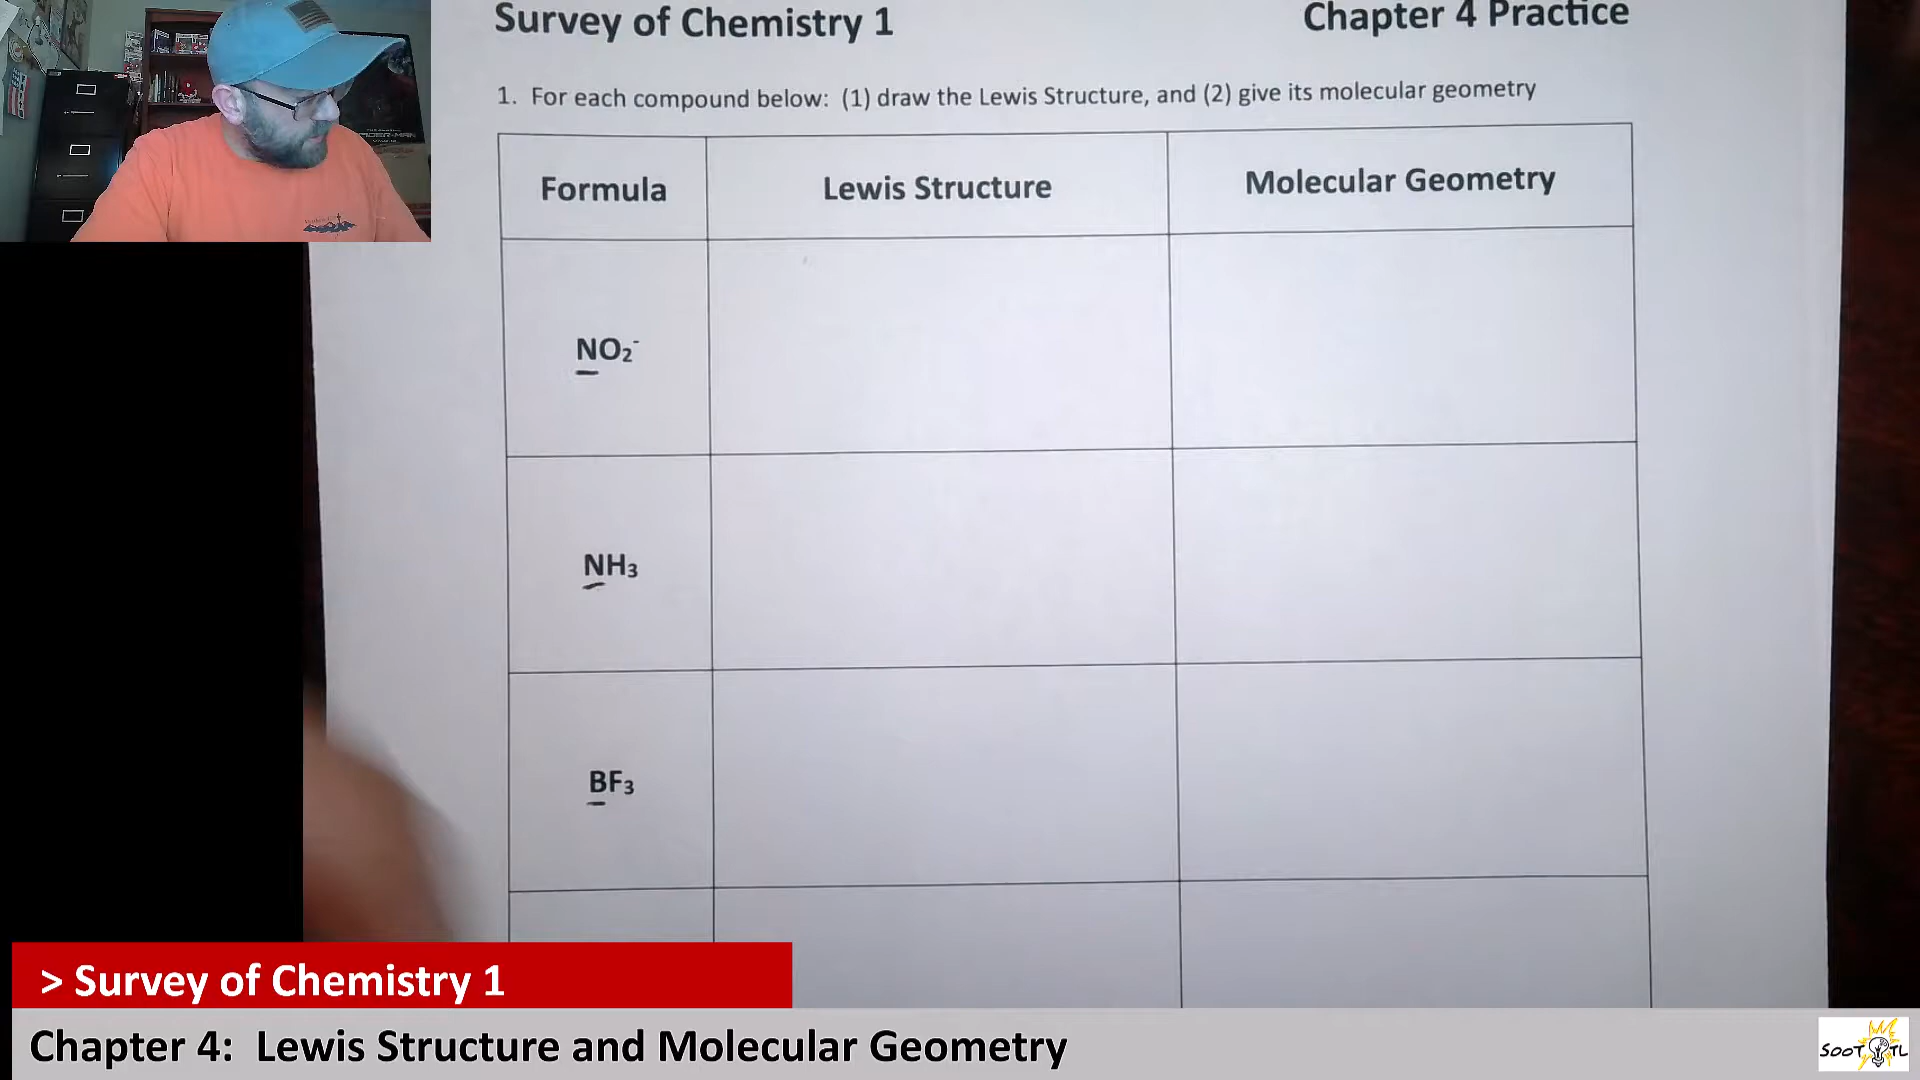 Survey of Chemistry 1
Chapter 4 Practice
1. For each compound below: (1) draw the Lewis Structure, and (2) give its molecular geometry
Formula
Lewis Structure
Molecular Geometry
NO₂⁻
NH₃
BF₃
> Survey of Chemistry 1
Chapter 4: Lewis Structure and Molecular Geometry
SooT TL